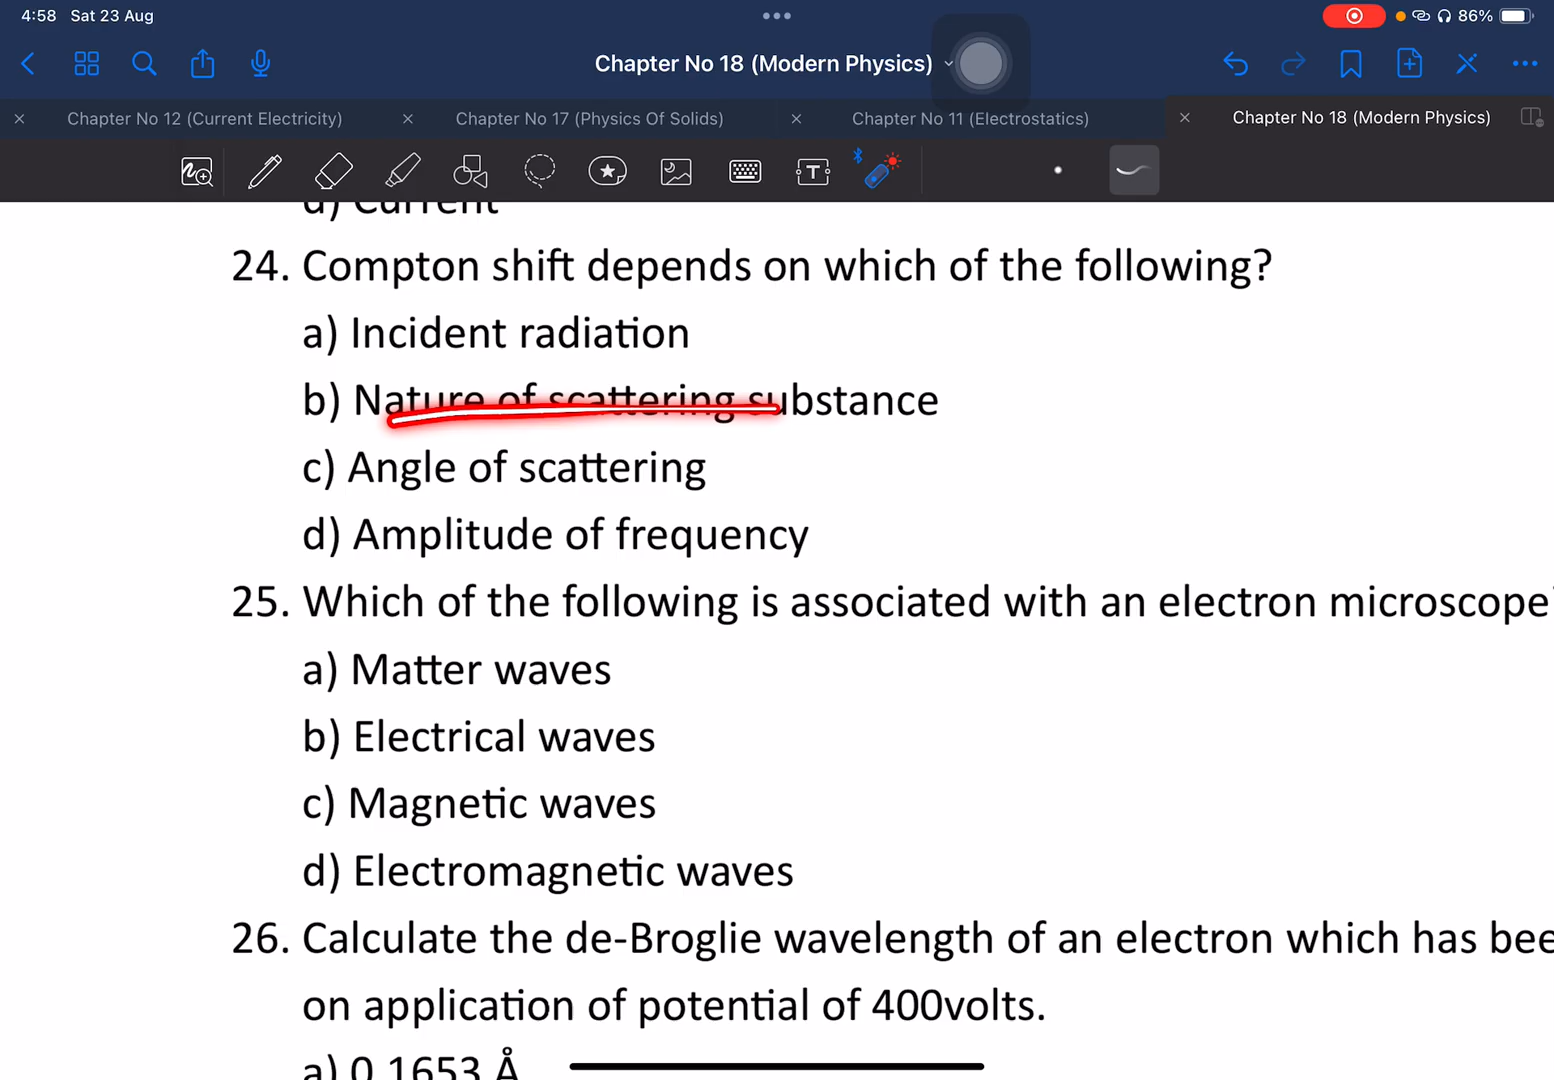 4:58 Sat 23 Aug
86%
Chapter No 18 (Modern Physics)
Chapter No 12 (Current Electricity)
Chapter No 17 (Physics Of Solids)
Chapter No 11 (Electrostatics)
Chapter No 18 (Modern Physics)
T
d) Current
24. Compton shift depends on which of the following?
a) Incident radiation
b) Nature of scattering substance
c) Angle of scattering
d) Amplitude of frequency
25. Which of the following is associated with an electron microscope
a) Matter waves
b) Electrical waves
c) Magnetic waves
d) Electromagnetic waves
26. Calculate the de-Broglie wavelength of an electron which has bee
on application of potential of 400volts.
a) 0.1653 Å